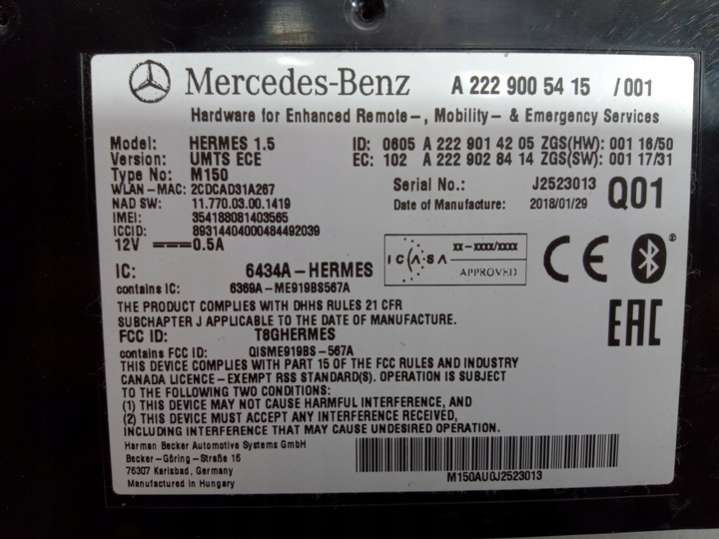 Mercedes-Benz A 222 900 54 15 /001
Hardware for Enhanced Remote-, Mobility- & Emergency Services
Model: HERMES 1.5 ID: 0605 A 222 901 42 05 ZGS(HW): 001 16/50
Version: UMTS ECE EC: 102 A 222 902 84 14 ZGS(SW): 001 17/31
Type No: M150
WLAN-MAC: 2CDCAD31A267 Serial No.: J2523013 Q01
NAD SW: 11.770.03.00.1419 Date of Manufacture: 2018/01/29
IMEI: 354188081403565
ICCID: 89314404000484492039
12V 0.5A
ICASA xx-xxxx/xxxx APPROVED CE
IC: 6434A-HERMES
contains IC: 6369A-ME919BS567A
EAC
THE PRODUCT COMPLIES WITH DHHS RULES 21 CFR
SUBCHAPTER J APPLICABLE TO THE DATE OF MANUFACTURE.
FCC ID: T8GHERMES
contains FCC ID: QISME919BS-567A
THIS DEVICE COMPLIES WITH PART 15 OF THE FCC RULES AND INDUSTRY
CANADA LICENCE-EXEMPT RSS STANDARD(S). OPERATION IS SUBJECT
TO THE FOLLOWING TWO CONDITIONS:
(1) THIS DEVICE MAY NOT CAUSE HARMFUL INTERFERENCE, AND
(2) THIS DEVICE MUST ACCEPT ANY INTERFERENCE RECEIVED,
INCLUDING INTERFERENCE THAT MAY CAUSE UNDESIRED OPERATION.
Harman Becker Automotive Systems GmbH
Becker-Göring-Straße 16
76307 Karlsbad, Germany
Manufactured in Hungary
M150AU0J2523013